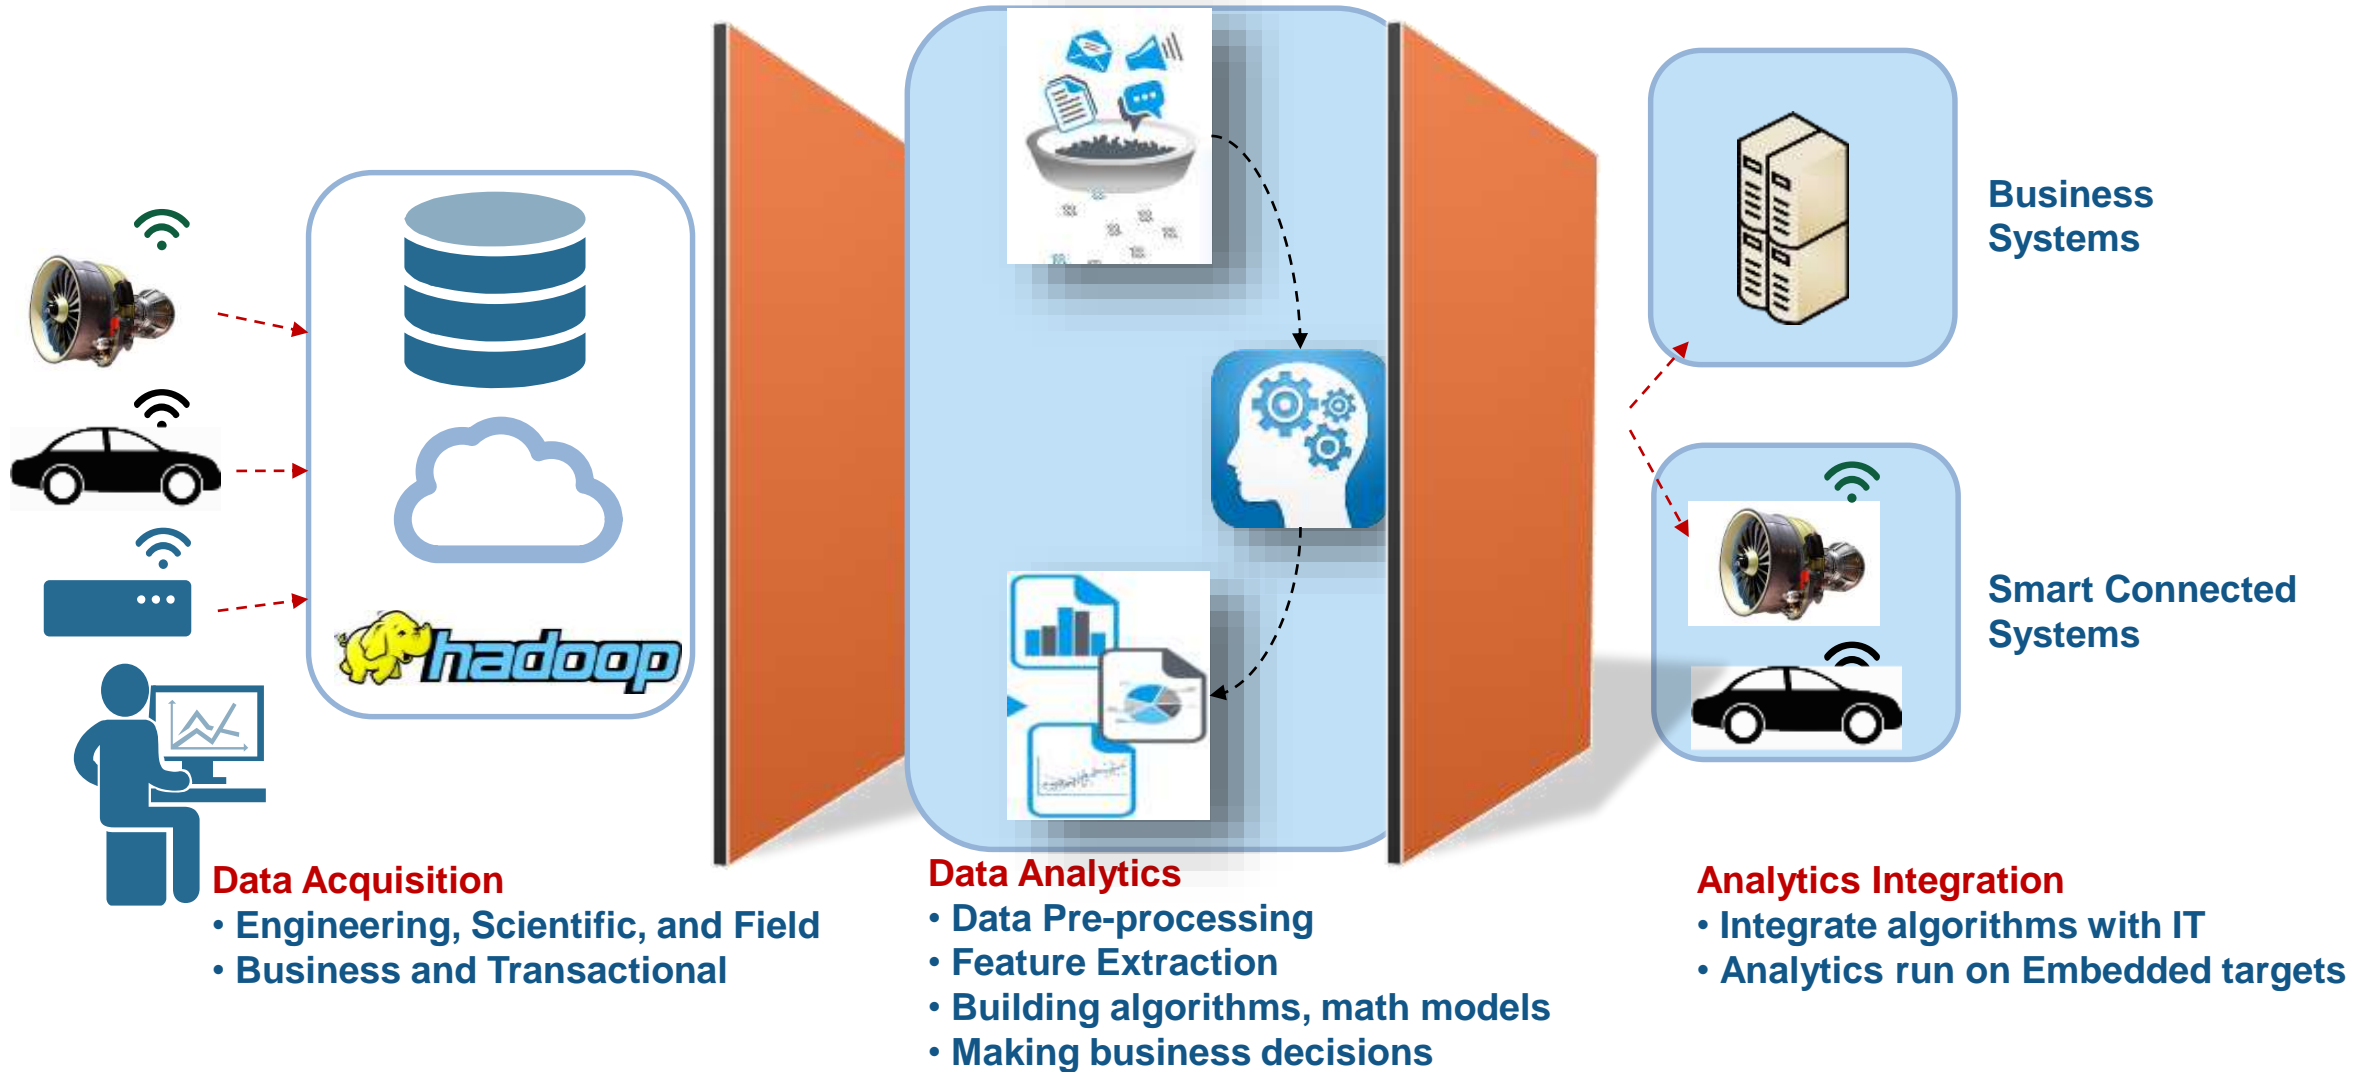 hadoop
Business
Systems
Smart Connected
Systems
Data Acquisition
• Engineering, Scientific, and Field
• Business and Transactional
Data Analytics
• Data Pre-processing
• Feature Extraction
• Building algorithms, math models
• Making business decisions
Analytics Integration
• Integrate algorithms with IT
• Analytics run on Embedded targets